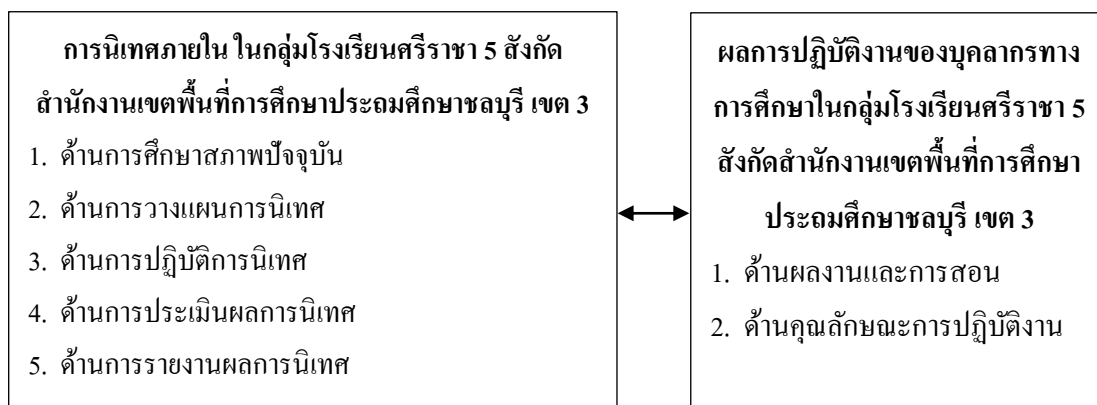 การนิเทศภายใน ในกลุ่มโรงเรียนศรีราชา 5 สังกัด
สำนักงานเขตพื้นที่การศึกษาประถมศึกษาชลบุรี เขต 3
1. ด้านการศึกษาสภาพปัจจุบัน
2. ด้านการวางแผนการนิเทศ
3. ด้านการปฏิบัติการนิเทศ
4. ด้านการประเมินผลการนิเทศ
5. ด้านการรายงานผลการนิเทศ
ผลการปฏิบัติงานของบุคลากรทาง
การศึกษาในกลุ่มโรงเรียนศรีราชา 5
สังกัดสำนักงานเขตพื้นที่การศึกษา
ประถมศึกษาชลบุรี เขต 3
1. ด้านผลงานและการสอน
2. ด้านคุณลักษณะการปฏิบัติงาน